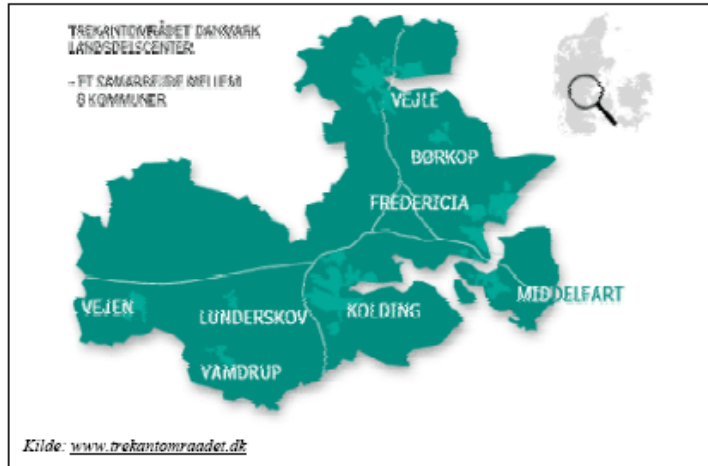 TREKANTOMRÅDET DANMARK
LANDSDELSCENTER
- ET SAMARBEJDE MELLEM
8 KOMMUNER
VEJLE
BØRKOP
FREDERICIA
MIDDELFART
VEJEN
LUNDERSKOV
KOLDING
VAMDRUP
Kilde: www.trekantomraadet.dk